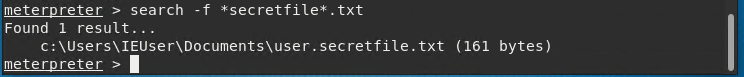 meterpreter > search -f *secretfile*.txt
Found 1 result...
    c:\Users\IEUser\Documents\user.secretfile.txt (161 bytes)
meterpreter >